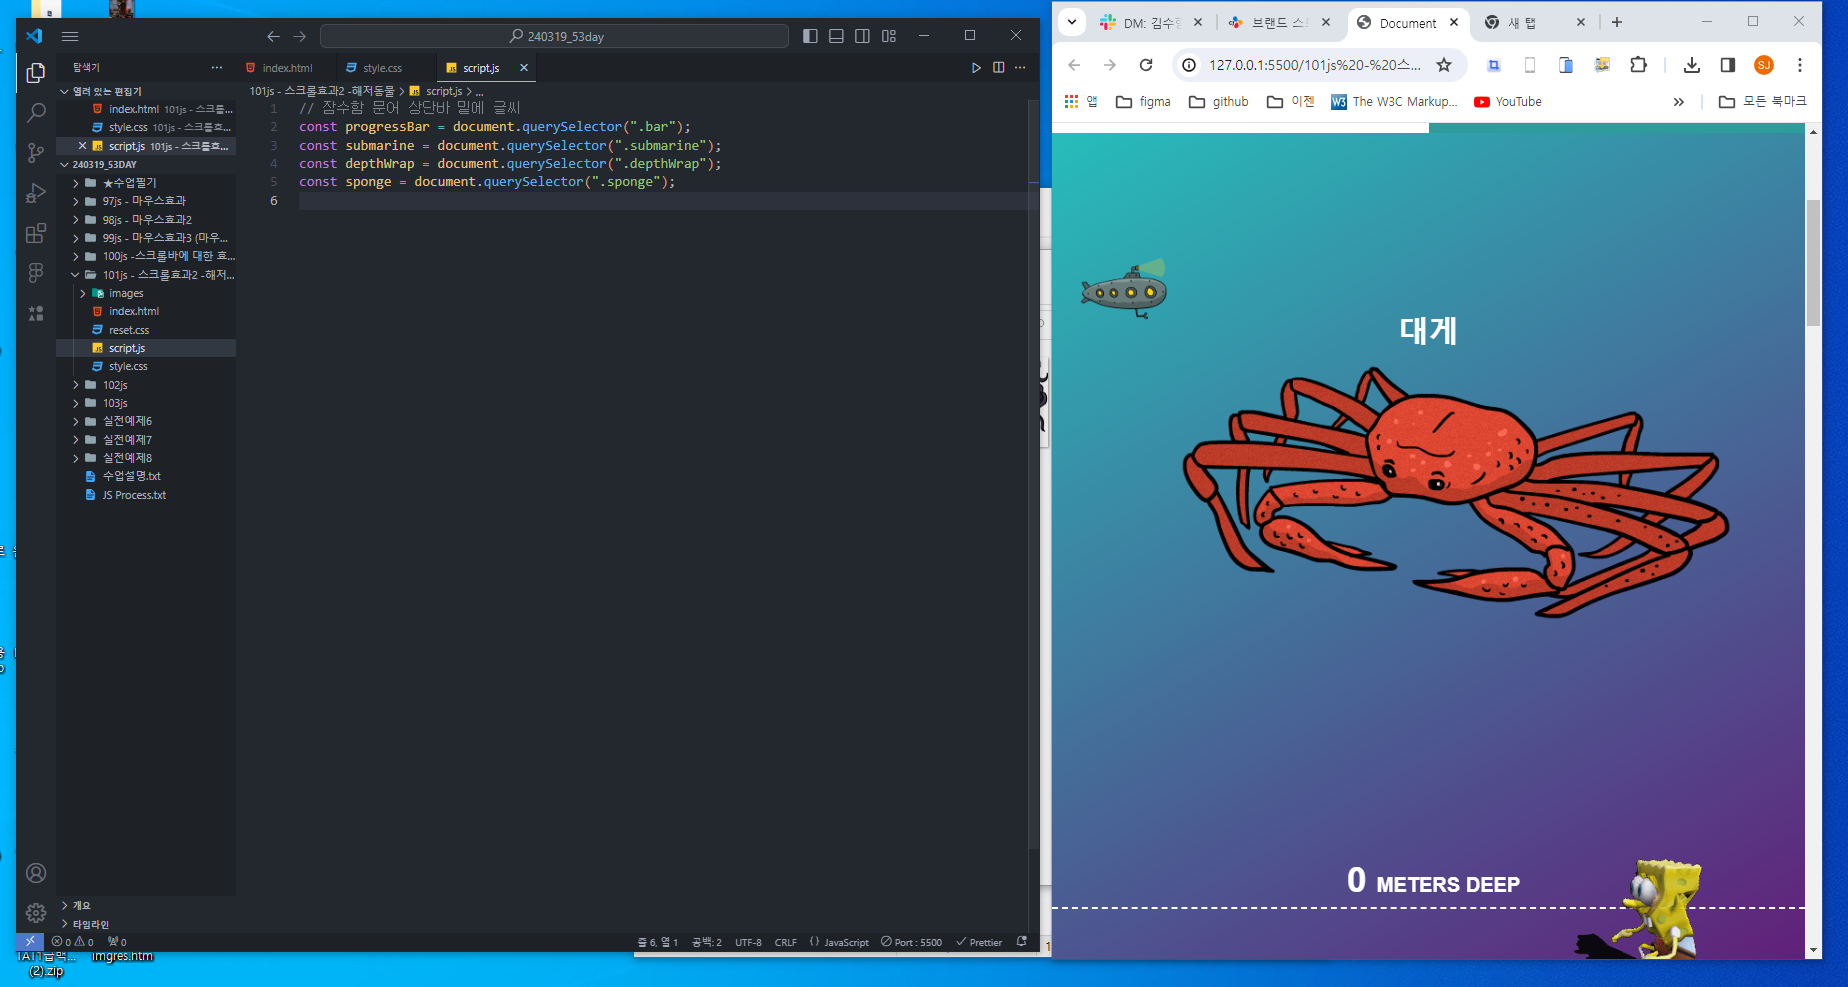 240319_53day
탐색기
index.html
style.css
script.js
열려 있는 편집기
index.html 101js - 스크롤...
style.css 101js - 스크롤효...
script.js 101js - 스크롤효...
240319_53DAY
★수업필기
97js - 마우스효과
98js - 마우스효과2
99js - 마우스효과3 (마우...
100js -스크롤바에 대한 효...
101js - 스크롤효과2 -해저...
images
index.html
reset.css
script.js
style.css
102js
103js
실전예제6
실전예제7
실전예제8
수업설명.txt
JS Process.txt
개요
타임라인
101js - 스크롤효과2 -해저동물 > script.js > ...
1 // 잠수함 문어 상단바 밑에 글씨
2 const progressBar = document.querySelector(".bar");
3 const submarine = document.querySelector(".submarine");
4 const depthWrap = document.querySelector(".depthWrap");
5 const sponge = document.querySelector(".sponge");
6
0 0 0
줄 6, 열 1 공백: 2 UTF-8 CRLF {} JavaScript Port : 5500 Prettier
(2).zip
imgres.htm
DM: 김수
브랜드 스
Document
새 탭
127.0.0.1:5500/101js%20-%20스...
SJ
앱
figma
github
이젠
The W3C Markup...
YouTube
모든 북마크
대게
0 METERS DEEP